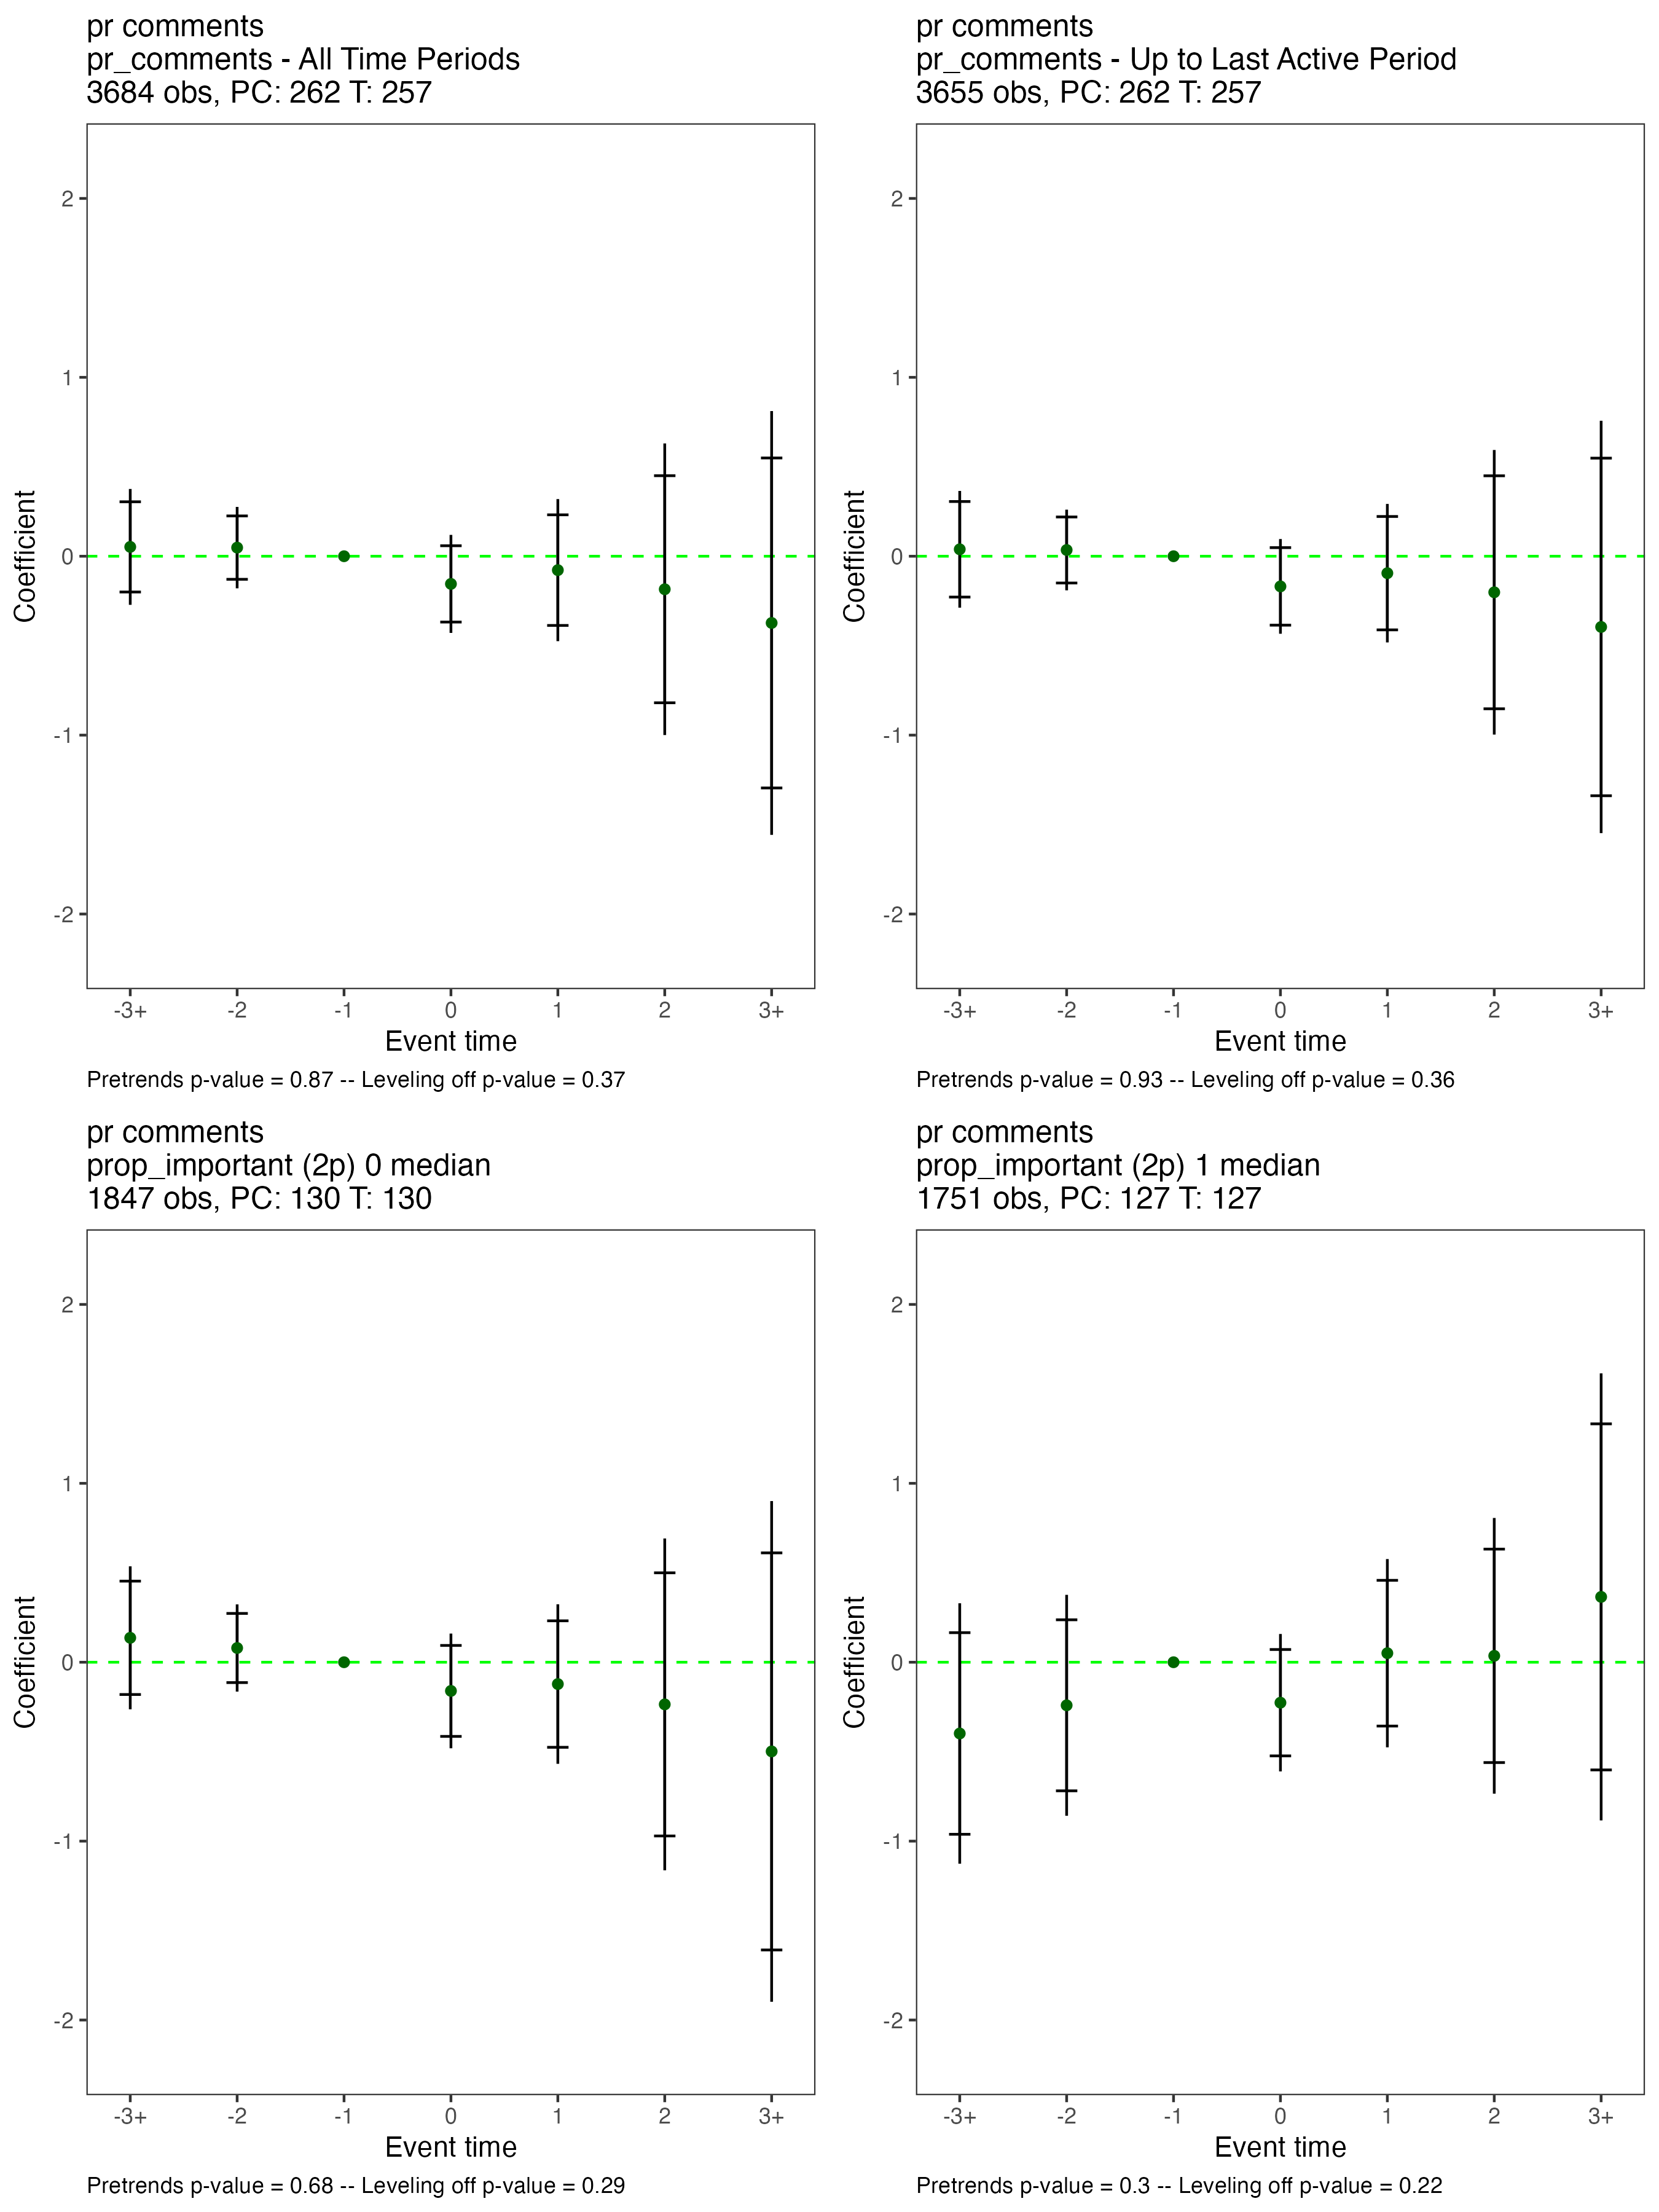 pr comments
pr_comments - All Time Periods
3684 obs, PC: 262 T: 257
2
1
0
-1
-2
Coefficient
-3+
-2
-1
0
1
2
3+
Event time
Pretrends p-value = 0.87 -- Leveling off p-value = 0.37
pr comments
pr_comments - Up to Last Active Period
3655 obs, PC: 262 T: 257
2
1
0
-1
-2
Coefficient
-3+
-2
-1
0
1
2
3+
Event time
Pretrends p-value = 0.93 -- Leveling off p-value = 0.36
pr comments
prop_important (2p) 0 median
1847 obs, PC: 130 T: 130
2
1
0
-1
-2
Coefficient
-3+
-2
-1
0
1
2
3+
Event time
Pretrends p-value = 0.68 -- Leveling off p-value = 0.29
pr comments
prop_important (2p) 1 median
1751 obs, PC: 127 T: 127
2
1
0
-1
-2
Coefficient
-3+
-2
-1
0
1
2
3+
Event time
Pretrends p-value = 0.3 -- Leveling off p-value = 0.22